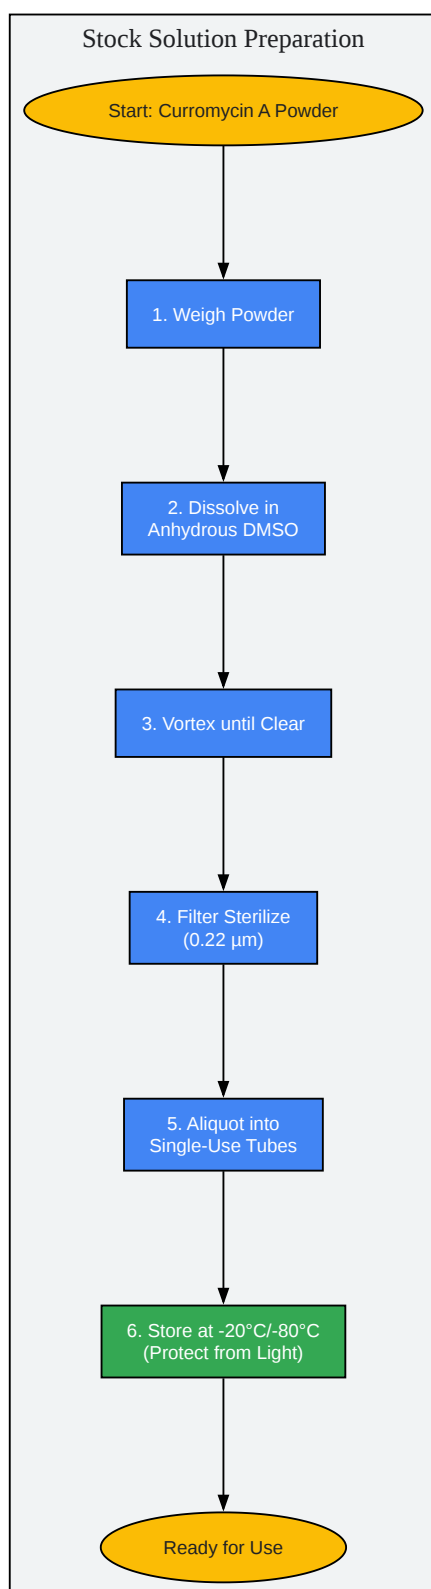 Stock Solution Preparation
Start: Curromycin A Powder
1. Weigh Powder
2. Dissolve in
Anhydrous DMSO
3. Vortex until Clear
4. Filter Sterilize
(0.22 µm)
5. Aliquot into
Single-Use Tubes
6. Store at -20°C/-80°C
(Protect from Light)
Ready for Use